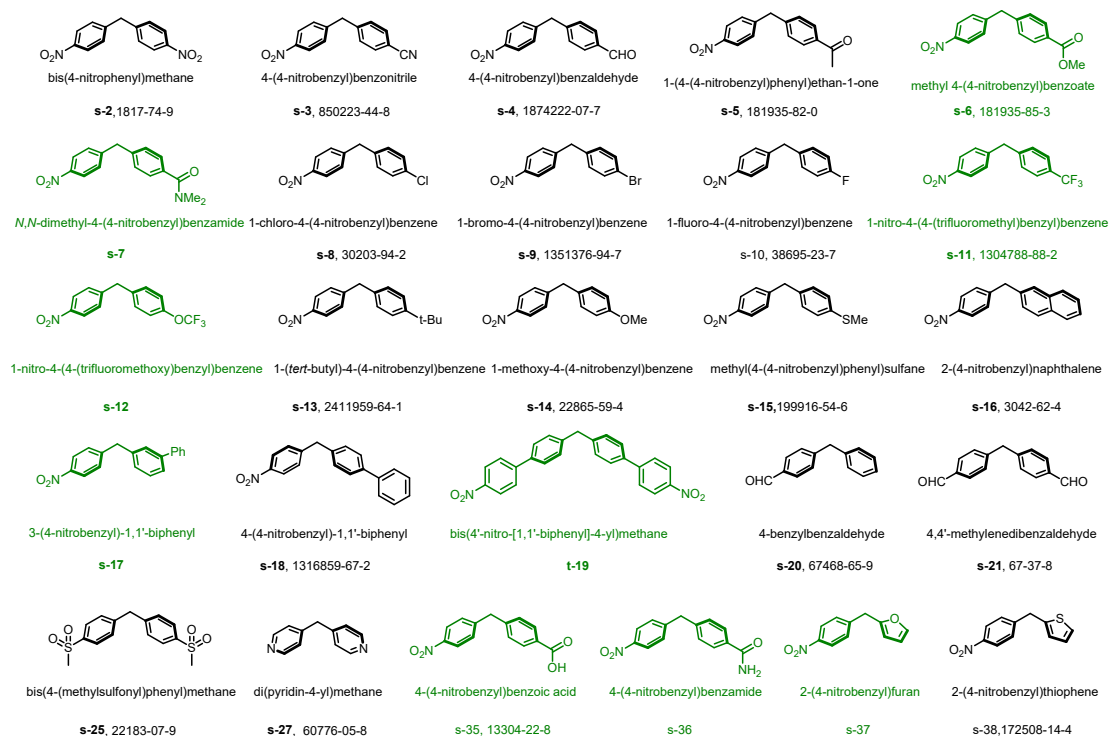 O₂N NO₂ O₂N CN O₂N CHO O₂N O O₂N O OMe
bis(4-nitrophenyl)methane 4-(4-nitrobenzyl)benzonitrile 4-(4-nitrobenzyl)benzaldehyde 1-(4-(4-nitrobenzyl)phenyl)ethan-1-one methyl 4-(4-nitrobenzyl)benzoate
s-2,1817-74-9 s-3, 850223-44-8 s-4, 1874222-07-7 s-5, 181935-82-0 s-6, 181935-85-3
O₂N O NMe₂ O₂N Cl O₂N Br O₂N F O₂N CF₃
N,N-dimethyl-4-(4-nitrobenzyl)benzamide 1-chloro-4-(4-nitrobenzyl)benzene 1-bromo-4-(4-nitrobenzyl)benzene 1-fluoro-4-(4-nitrobenzyl)benzene 1-nitro-4-(4-(trifluoromethyl)benzyl)benzene
s-7 s-8, 30203-94-2 s-9, 1351376-94-7 s-10, 38695-23-7 s-11, 1304788-88-2
O₂N OCF₃ O₂N t-Bu O₂N OMe O₂N SMe O₂N
1-nitro-4-(4-(trifluoromethoxy)benzyl)benzene 1-(tert-butyl)-4-(4-nitrobenzyl)benzene 1-methoxy-4-(4-nitrobenzyl)benzene methyl(4-(4-nitrobenzyl)phenyl)sulfane 2-(4-nitrobenzyl)naphthalene
s-12 s-13, 2411959-64-1 s-14, 22865-59-4 s-15,199916-54-6 s-16, 3042-62-4
O₂N Ph O₂N O₂N NO₂ OHC OHC CHO
3-(4-nitrobenzyl)-1,1'-biphenyl 4-(4-nitrobenzyl)-1,1'-biphenyl bis(4'-nitro-[1,1'-biphenyl]-4-yl)methane 4-benzylbenzaldehyde 4,4'-methylenedibenzaldehyde
s-17 s-18, 1316859-67-2 t-19 s-20, 67468-65-9 s-21, 67-37-8
O S O O S O N N O₂N O OH O₂N O NH₂ O₂N O O₂N S
bis(4-(methylsulfonyl)phenyl)methane di(pyridin-4-yl)methane 4-(4-nitrobenzyl)benzoic acid 4-(4-nitrobenzyl)benzamide 2-(4-nitrobenzyl)furan 2-(4-nitrobenzyl)thiophene
s-25, 22183-07-9 s-27, 60776-05-8 s-35, 13304-22-8 s-36 s-37 s-38,172508-14-4